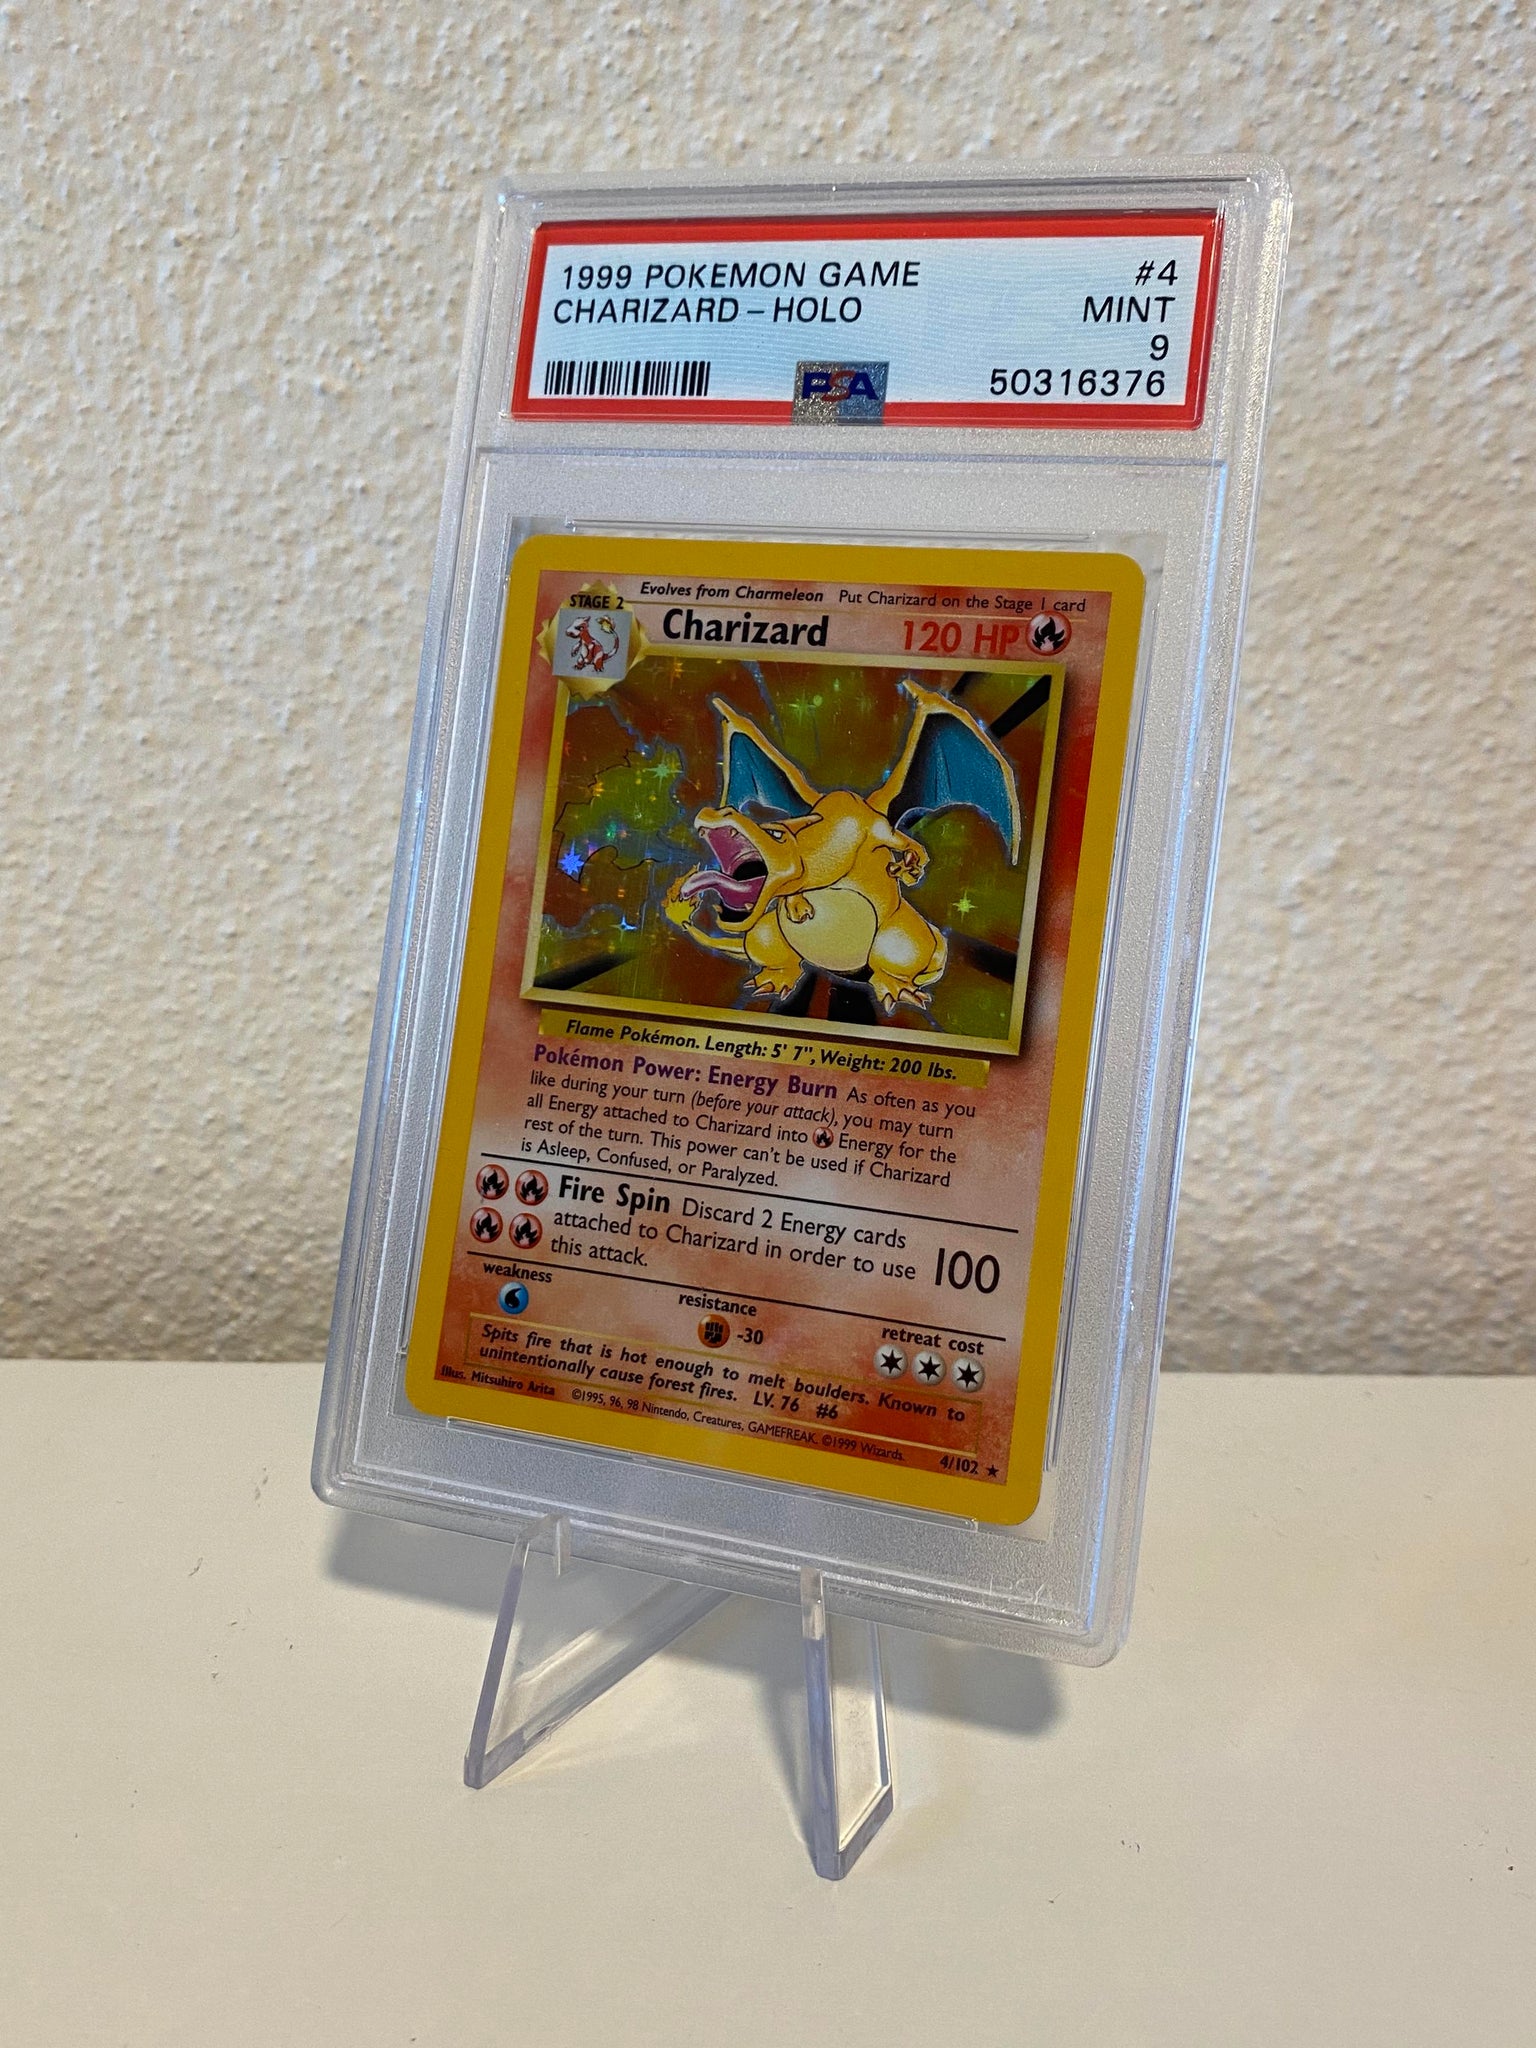 1999 POKEMON GAME #4
CHARIZARD - HOLO MINT
9
PSA 50316376
Evolves from Charmeleon Put Charizard on the Stage 1 card
STAGE 2
Charizard 120 HP
Flame Pokémon. Length: 5' 7", Weight: 200 lbs.
Pokémon Power: Energy Burn As often as you
like during your turn (before your attack), you may turn
all Energy attached to Charizard into Energy for the
rest of the turn. This power can't be used if Charizard
is Asleep, Confused, or Paralyzed.
Fire Spin Discard 2 Energy cards
attached to Charizard in order to use
this attack.
100
weakness
resistance
-30
retreat cost
Spits fire that is hot enough to melt boulders. Known to
unintentionally cause forest fires. LV. 76 #6
Illus. Mitsuhiro Arita ©1995, 96, 98 Nintendo, Creatures, GAMEFREAK. ©1999 Wizards. 4/102 ★
PSA